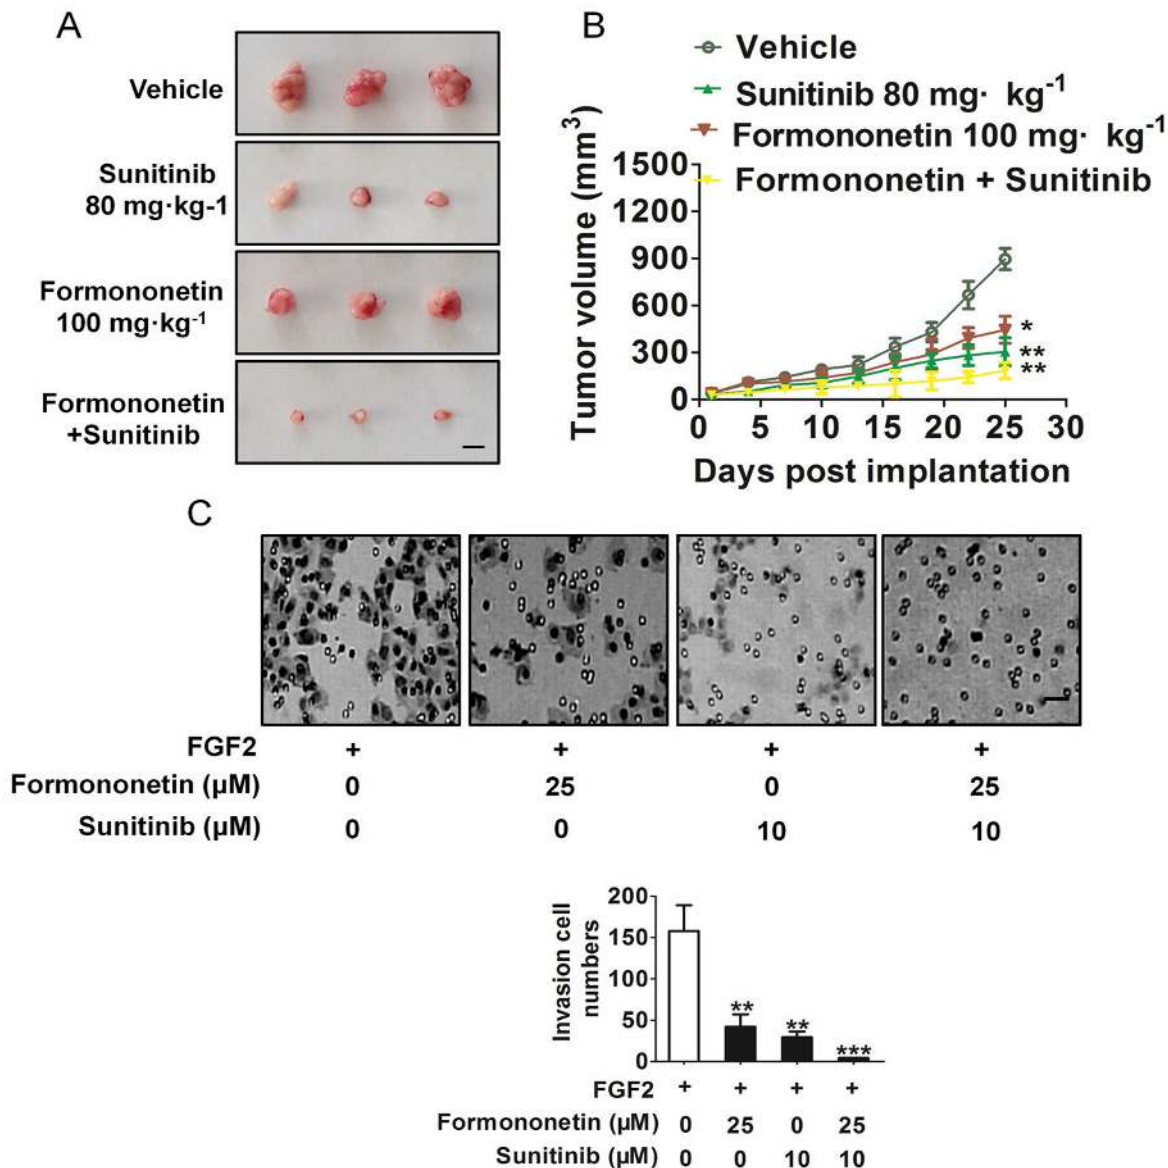 A
Vehicle
Sunitinib
80 mg·kg-1
Formononetin
100 mg·kg⁻¹
Formononetin
+Sunitinib
B
Vehicle
Sunitinib 80 mg· kg⁻¹
Formononetin 100 mg· kg⁻¹
Formononetin + Sunitinib
Tumor volume (mm³)
1500
1200
900
600
300
0
*
**
**
0 5 10 15 20 25 30
Days post implantation
C
FGF2 + + + +
Formononetin (μM) 0 25 0 25
Sunitinib (μM) 0 0 10 10
Invasion cell
numbers
200
150
100
50
0
** ** ***
FGF2 + + + +
Formononetin (μM) 0 25 0 25
Sunitinib (μM) 0 0 10 10